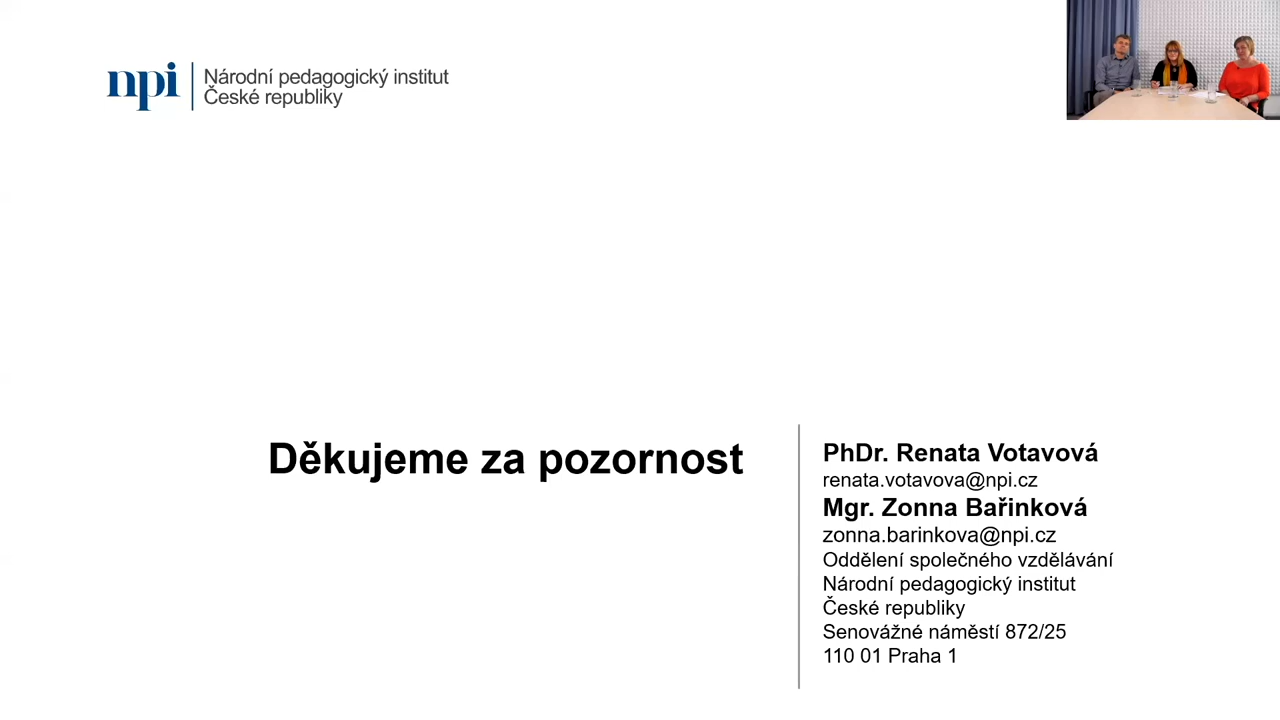 npi
Národní pedagogický institut
České republiky
Děkujeme za pozornost
PhDr. Renata Votavová
renata.votavova@npi.cz
Mgr. Zonna Bařinková
zonna.barinkova@npi.cz
Oddělení společného vzdělávání
Národní pedagogický institut
České republiky
Senovážné náměstí 872/25
110 01 Praha 1